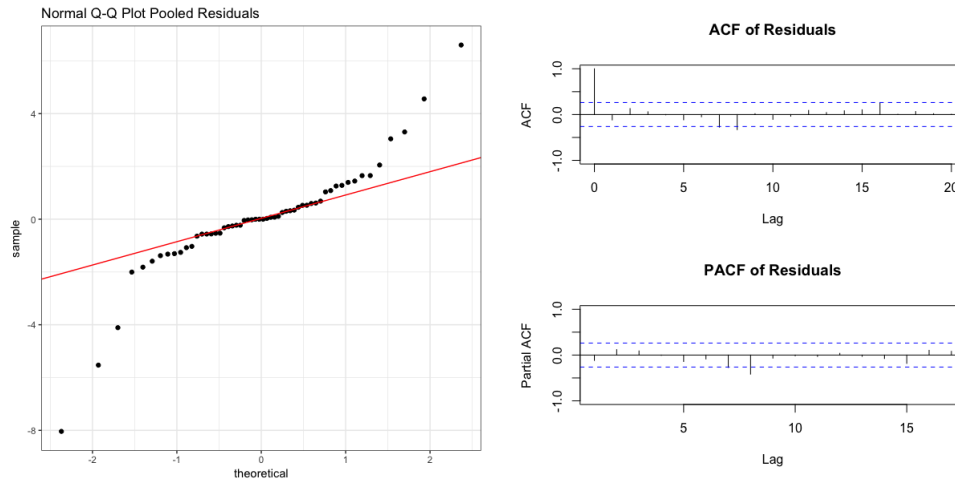 Normal Q-Q Plot Pooled Residuals
4
0
-4
-8
sample
-2
-1
0
1
2
theoretical
ACF of Residuals
1.0
0.0
-1.0
ACF
0
5
10
15
20
Lag
PACF of Residuals
1.0
0.0
-1.0
Partial ACF
5
10
15
Lag